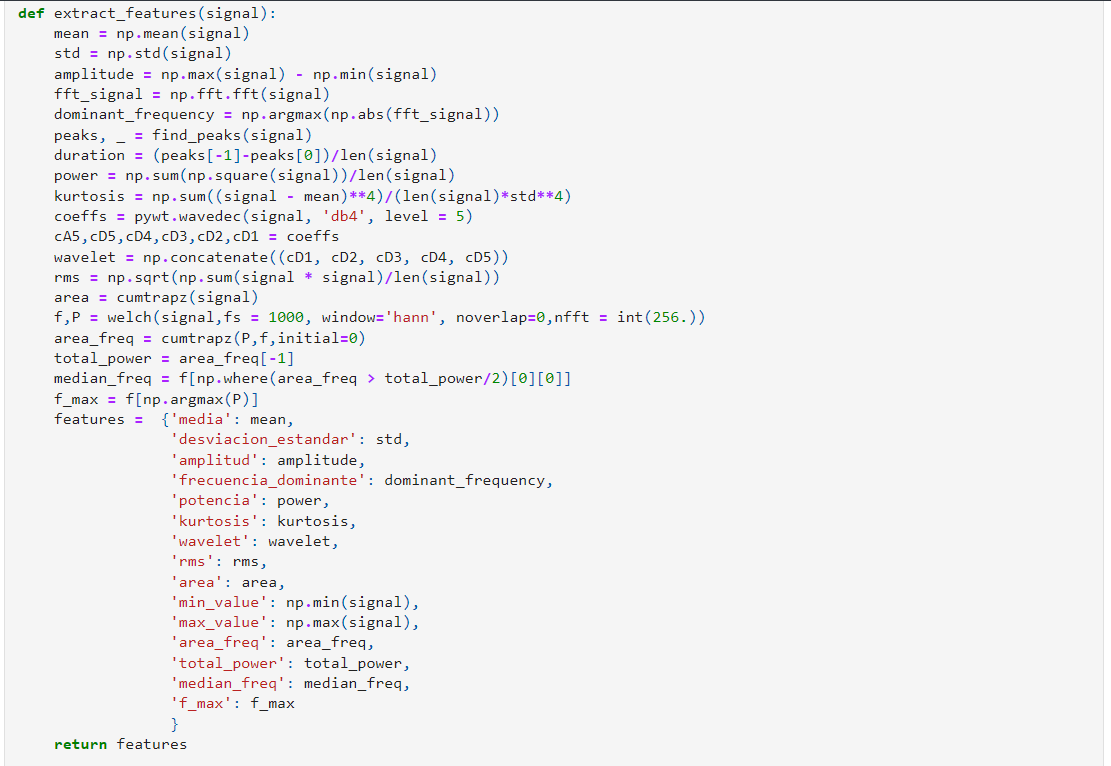 def extract_features(signal):
    mean = np.mean(signal)
    std = np.std(signal)
    amplitude = np.max(signal) - np.min(signal)
    fft_signal = np.fft.fft(signal)
    dominant_frequency = np.argmax(np.abs(fft_signal))
    peaks, _ = find_peaks(signal)
    duration = (peaks[-1]-peaks[0])/len(signal)
    power = np.sum(np.square(signal))/len(signal)
    kurtosis = np.sum((signal - mean)**4)/(len(signal)*std**4)
    coeffs = pywt.wavedec(signal, 'db4', level = 5)
    cA5,cD5,cD4,cD3,cD2,cD1 = coeffs
    wavelet = np.concatenate((cD1, cD2, cD3, cD4, cD5))
    rms = np.sqrt(np.sum(signal * signal)/len(signal))
    area = cumtrapz(signal)
    f,P = welch(signal,fs = 1000, window='hann', noverlap=0,nfft = int(256.))
    area_freq = cumtrapz(P,f,initial=0)
    total_power = area_freq[-1]
    median_freq = f[np.where(area_freq > total_power/2)[0][0]]
    f_max = f[np.argmax(P)]
    features =  {'media': mean,
                 'desviacion_estandar': std,
                 'amplitud': amplitude,
                 'frecuencia_dominante': dominant_frequency,
                 'potencia': power,
                 'kurtosis': kurtosis,
                 'wavelet': wavelet,
                 'rms': rms,
                 'area': area,
                 'min_value': np.min(signal),
                 'max_value': np.max(signal),
                 'area_freq': area_freq,
                 'total_power': total_power,
                 'median_freq': median_freq,
                 'f_max': f_max
                 }
    return features